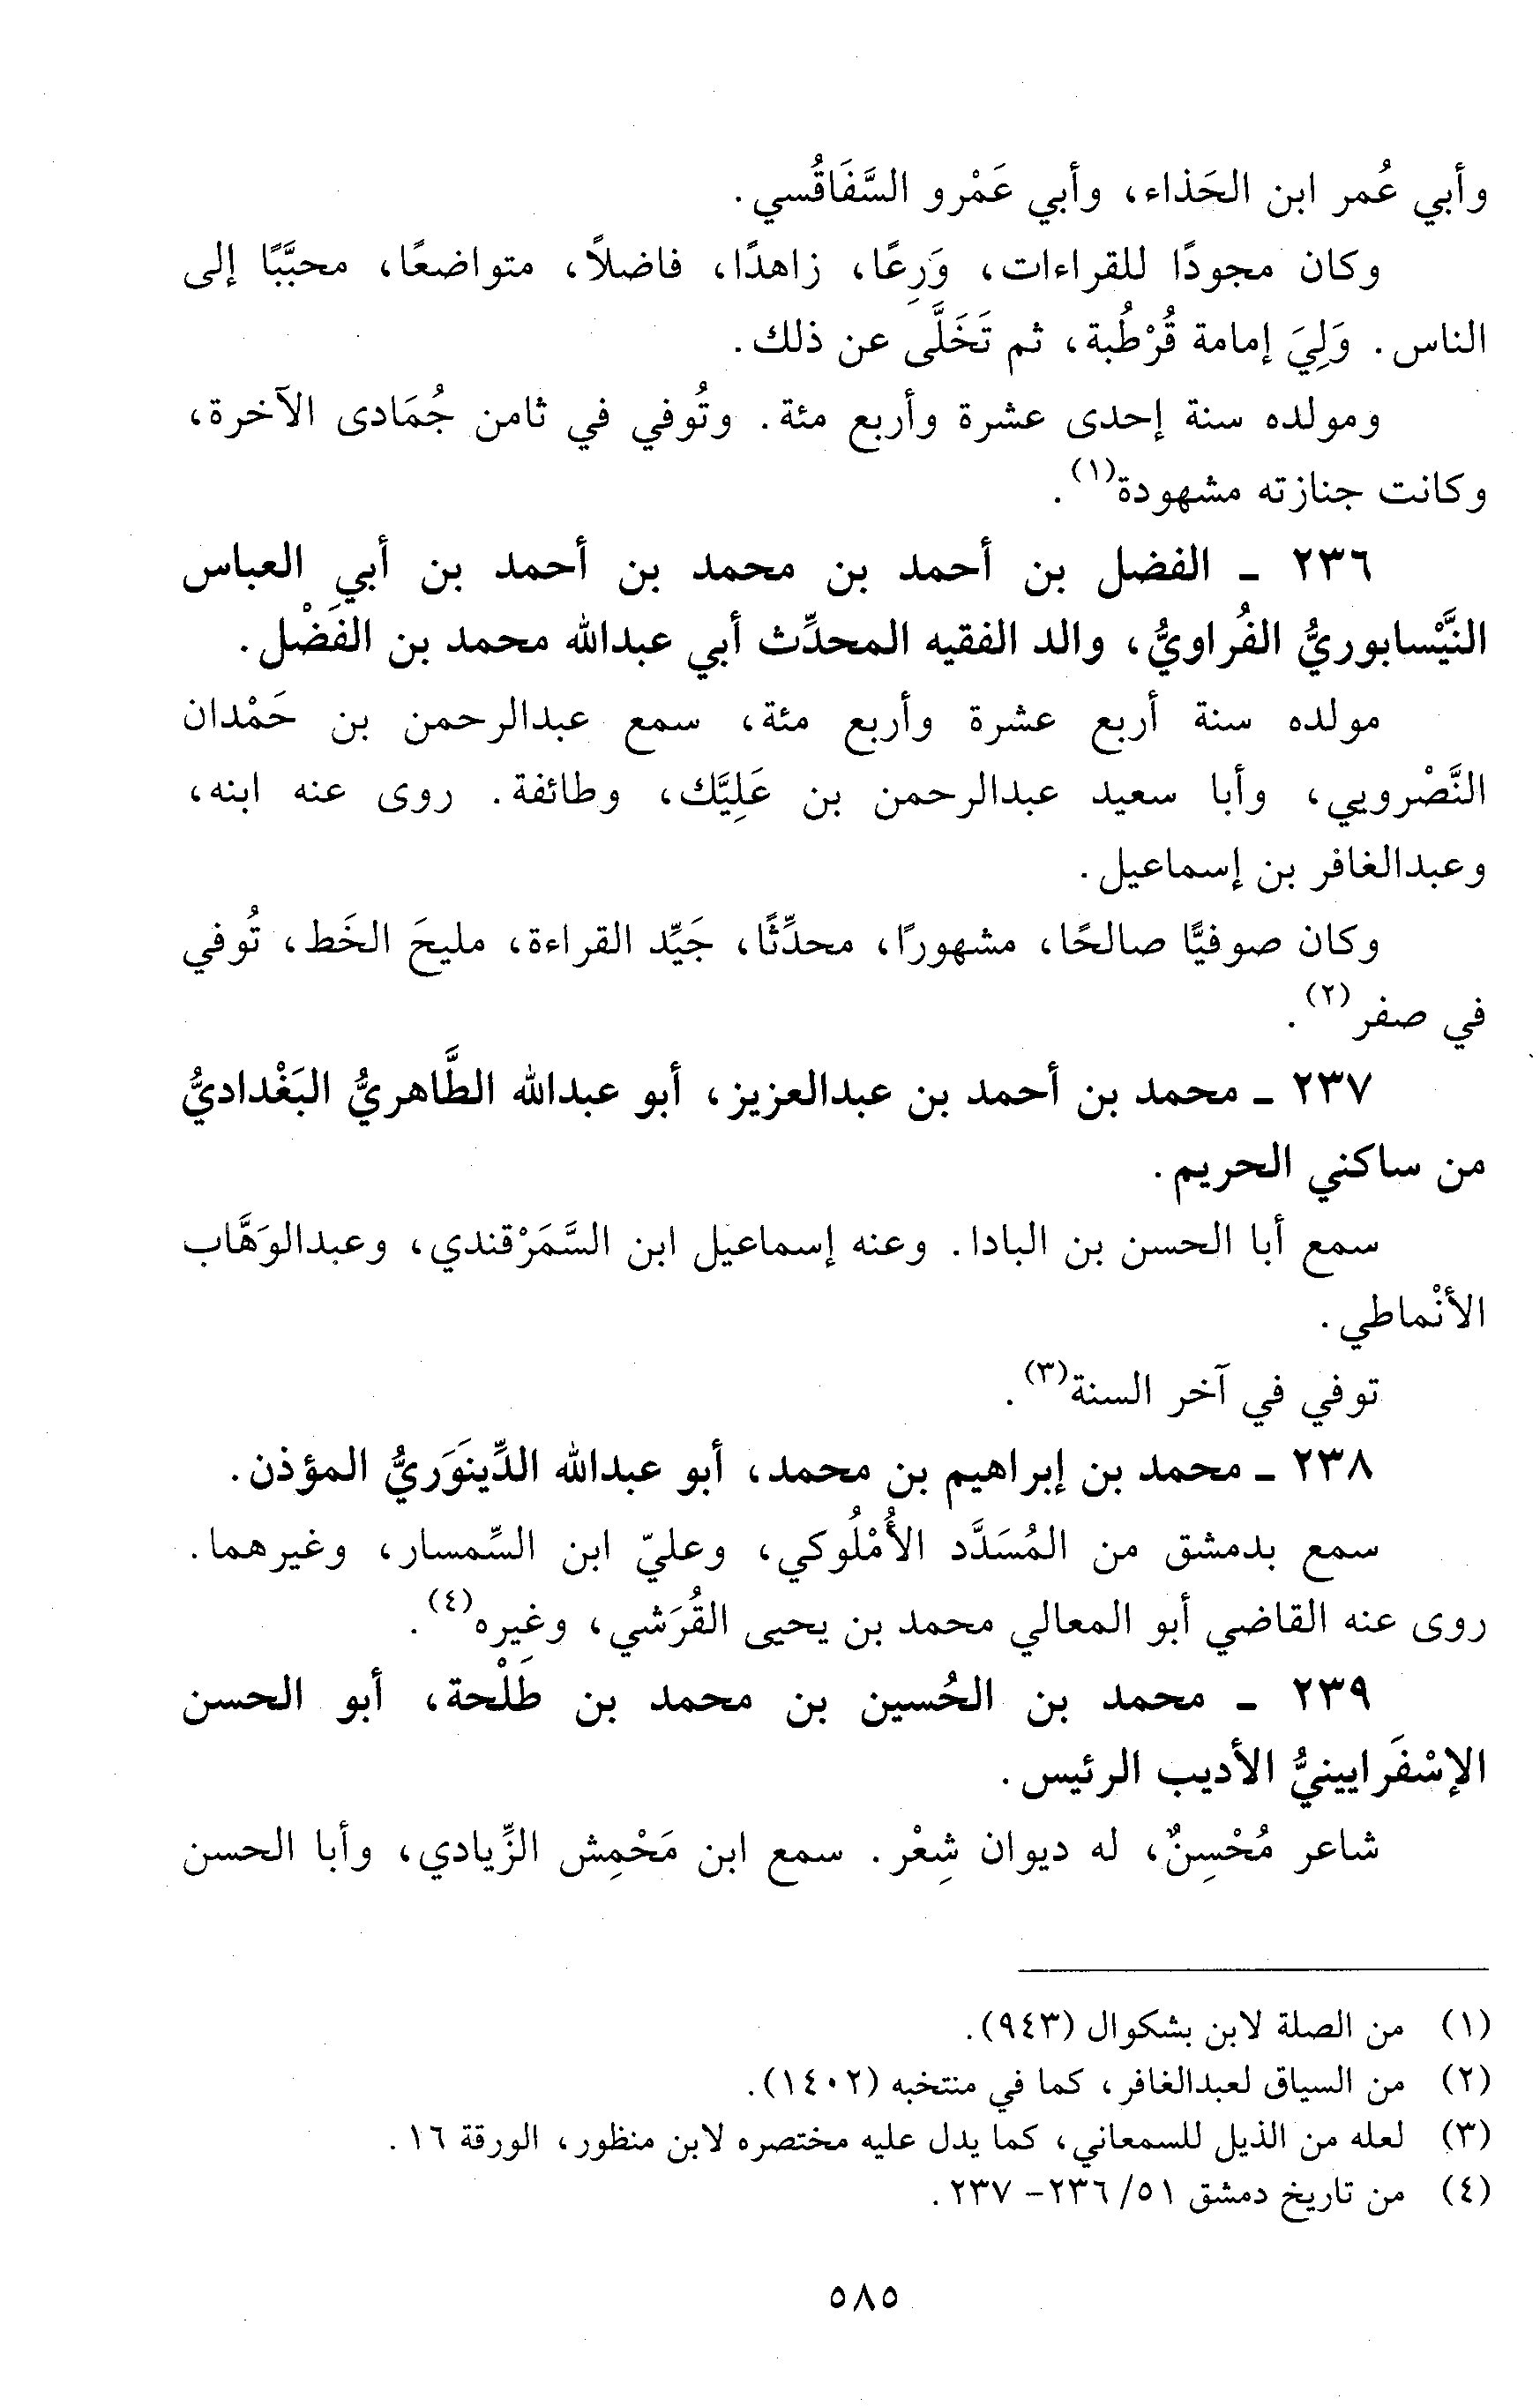 وأبي عُمر ابن الحَذاء، وأبي عَمْرو السَّفَاقُسي.
وكان مجودًا للقراءات، وَرِعًا، زاهدًا، فاضلاً، متواضعًا، محبَّبًا إلى
الناس. وَلِيَ إمامة قُرْطُبة، ثم تَخَلَّى عن ذلك.
ومولده سنة إحدى عشرة وأربع مئة. وتُوفي في ثامن جُمَادى الآخرة،
وكانت جنازته مشهودة(١).
٢٣٦ - الفضل بن أحمد بن محمد بن أحمد بن أبي العباس
النَّيْسابوريُّ الفُراويُّ، والد الفقيه المحدِّث أبي عبدالله محمد بن الفَضْل.
مولده سنة أربع عشرة وأربع مئة، سمع عبدالرحمن بن حَمْدان
النَّصْرويي، وأبا سعيد عبدالرحمن بن عَلِيَّك، وطائفة. روى عنه ابنه،
وعبدالغافر بن إسماعيل.
وكان صوفيًّا صالحًا، مشهورًا، محدِّثًا، جَيِّد القراءة، مليحَ الخَط، تُوفي
في صفر(٢).
٢٣٧ - محمد بن أحمد بن عبدالعزيز، أبو عبدالله الطَّاهريُّ البَغْداديُّ
من ساكني الحريم.
سمع أبا الحسن بن البادا. وعنه إسماعيل ابن السَّمَرْقندي، وعبدالوَهَّاب
الأنْماطي.
توفي في آخر السنة(٣).
٢٣٨ - محمد بن إبراهيم بن محمد، أبو عبدالله الدِّينَوَريُّ المؤذن.
سمع بدمشق من المُسَدَّد الأُمْلُوكي، وعليّ ابن السِّمسار، وغيرهما.
روى عنه القاضي أبو المعالي محمد بن يحيى القُرَشي، وغيره(٤).
٢٣٩ - محمد بن الحُسين بن محمد بن طَلْحة، أبو الحسن
الإسْفَرايينيُّ الأديب الرئيس.
شاعر مُحْسِنٌ، له ديوان شِعْر. سمع ابن مَحْمِش الزِّيادي، وأبا الحسن
(١) من الصلة لابن بشكوال (٩٤٣).
(٢) من السياق لعبدالغافر، كما في منتخبه (١٤٠٢).
(٣) لعله من الذيل للسمعاني، كما يدل عليه مختصره لابن منظور، الورقة ١٦.
(٤) من تاريخ دمشق ٥١/ ٢٣٦- ٢٣٧.
٥٨٥